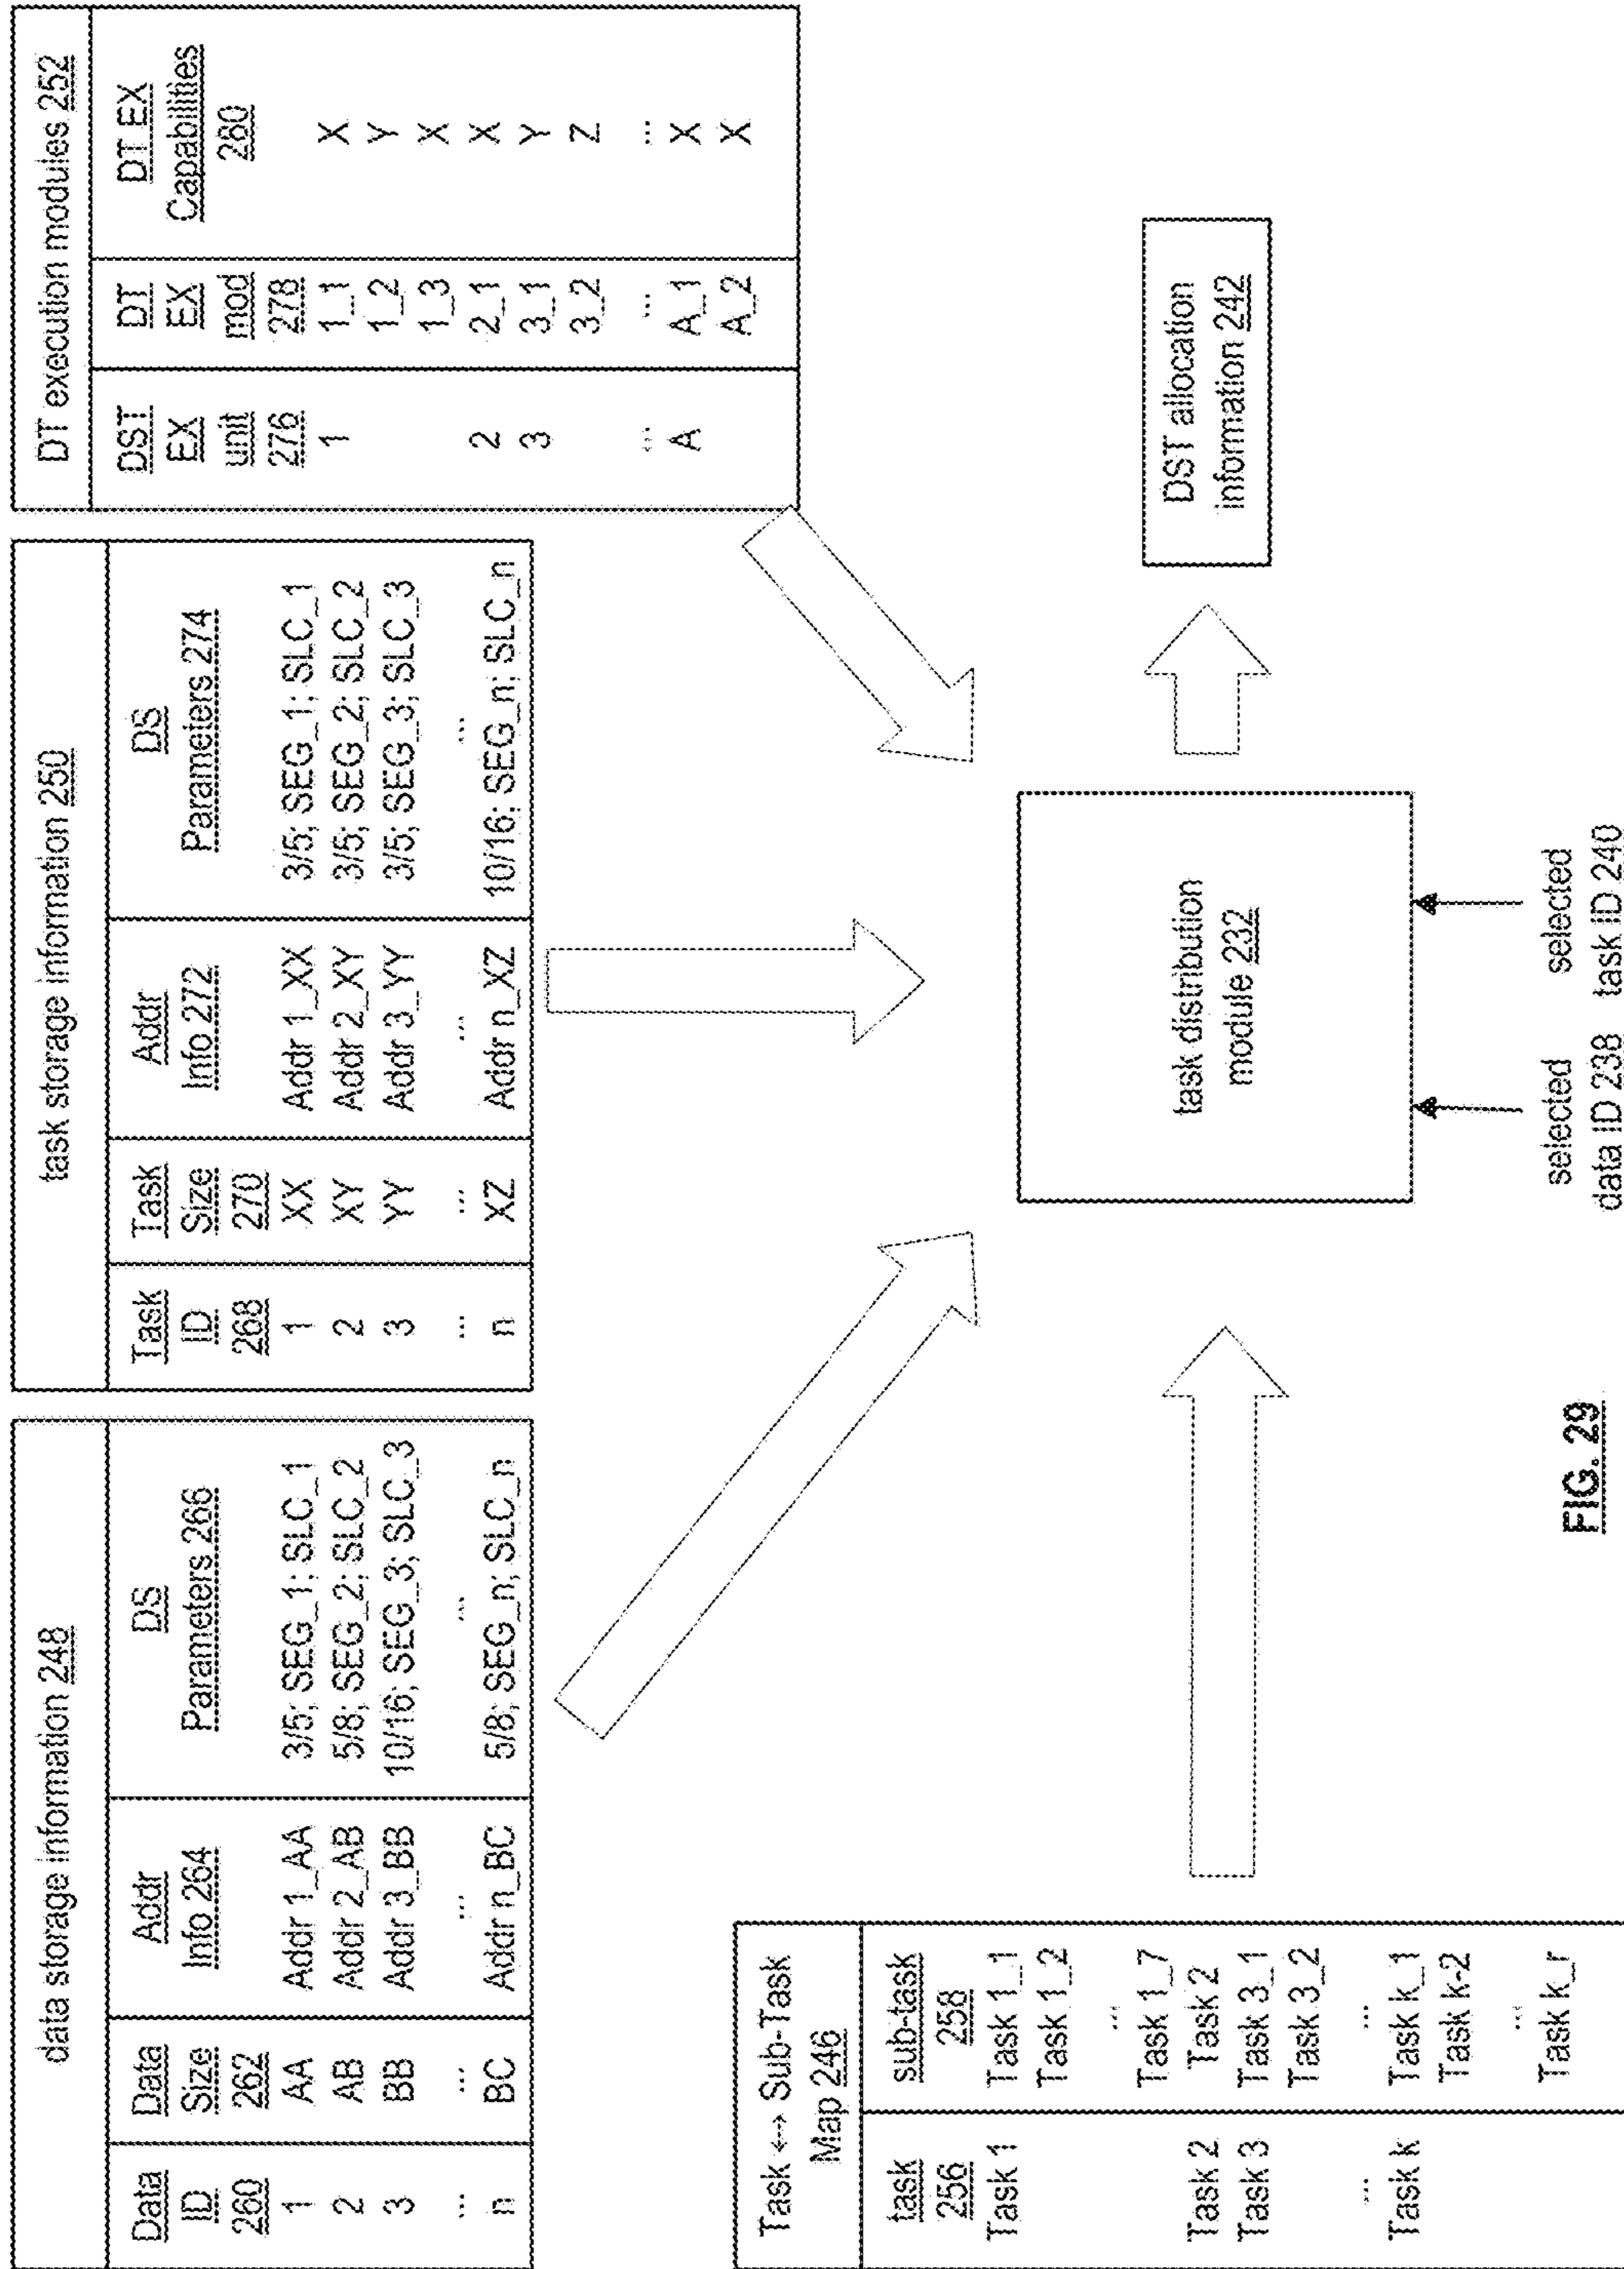 data storage information 248
Data ID 260 | Data Size 262 | Addr Info 264 | DS Parameters 266
1 | AA | Addr 1_AA | 3/5; SEG_1; SLC_1
2 | AB | Addr 2_AB | 5/8; SEG_2; SLC_2
3 | BB | Addr 3_BB | 10/16; SEG_3; SLC_3
... | ... | ... | ...
n | BC | Addr n_BC | 5/8; SEG_n; SLC_n
task storage information 250
Task ID 268 | Task Size 270 | Addr Info 272 | DS Parameters 274
1 | XX | Addr 1_XX | 3/5; SEG_1; SLC_1
2 | XY | Addr 2_XY | 3/5; SEG_2; SLC_2
3 | YY | Addr 3_YY | 3/5; SEG_3; SLC_3
... | ... | ... | ...
n | XZ | Addr n_XZ | 10/16; SEG_n; SLC_n
DT execution modules 252
DST EX unit 276 | DT EX mod 278 | DT EX Capabilities 280
1 | 1_1 | X
1_2 | Y
1_3 | X
2 | 2_1 | X
3 | 3_1 | Y
3_2 | Z
... | ... | ...
A | A_1 | X
A_2 | X
Task ↔ Sub-Task
Map 246
task 256 | sub-task 258
Task 1 | Task 1_1
Task 1_2
...
Task 1_7
Task 2 | Task 2
Task 3 | Task 3_1
Task 3_2
... | ...
Task k | Task k_1
Task k-2
...
Task k_r
task distribution
module 232
DST allocation
information 242
selected
data ID 238
selected
task ID 240
FIG. 29